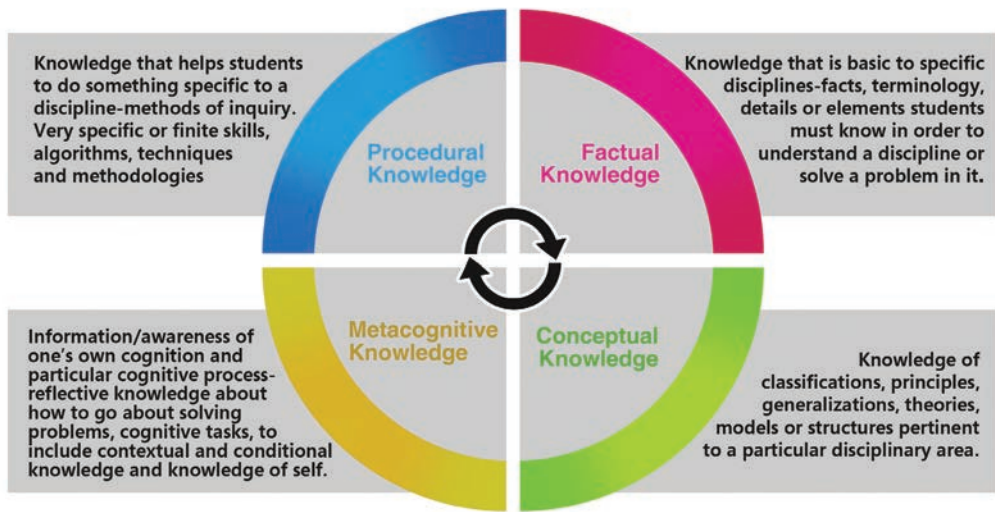 Knowledge that helps students
to do something specific to a
discipline-methods of inquiry.
Very specific or finite skills,
algorithms, techniques
and methodologies
Procedural
Knowledge
Factual
Knowledge
Knowledge that is basic to specific
disciplines-facts, terminology,
details or elements students
must know in order to
understand a discipline or
solve a problem in it.
Information/awareness of
one's own cognition and
particular cognitive process-
reflective knowledge about
how to go about solving
problems, cognitive tasks, to
include contextual and conditional
knowledge and knowledge of self.
Metacognitive
Knowledge
Conceptual
Knowledge
Knowledge of
classifications, principles,
generalizations, theories,
models or structures pertinent
to a particular disciplinary area.